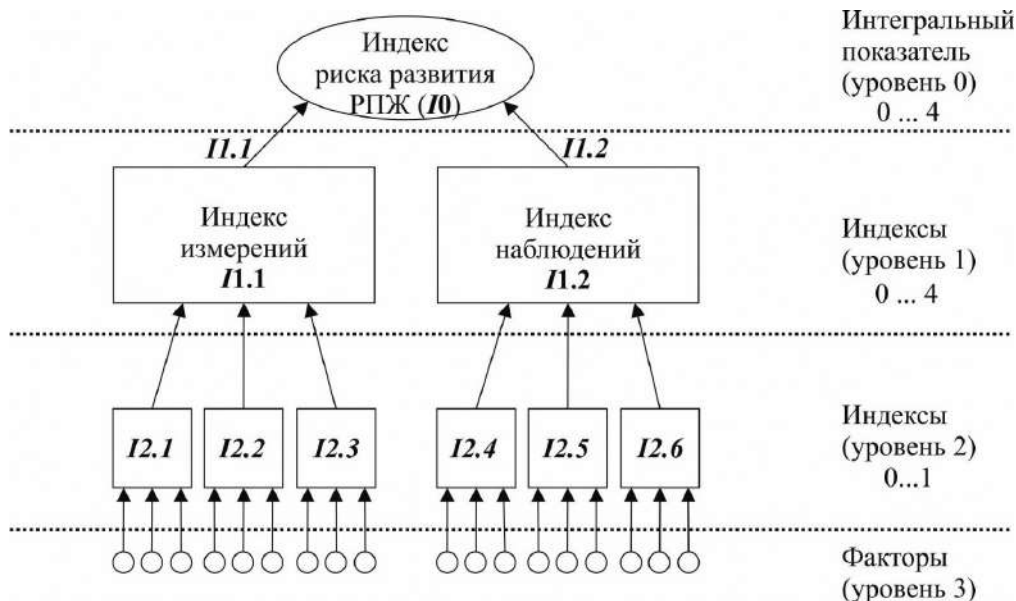 Индекс
риска развития
РПЖ (I0)
Интегральный
показатель
(уровень 0)
0 ... 4
I1.1
I1.2
Индекс
измерений
I1.1
Индекс
наблюдений
I1.2
Индексы
(уровень 1)
0 ... 4
I2.1
I2.2
I2.3
I2.4
I2.5
I2.6
Индексы
(уровень 2)
0...1
Факторы
(уровень 3)